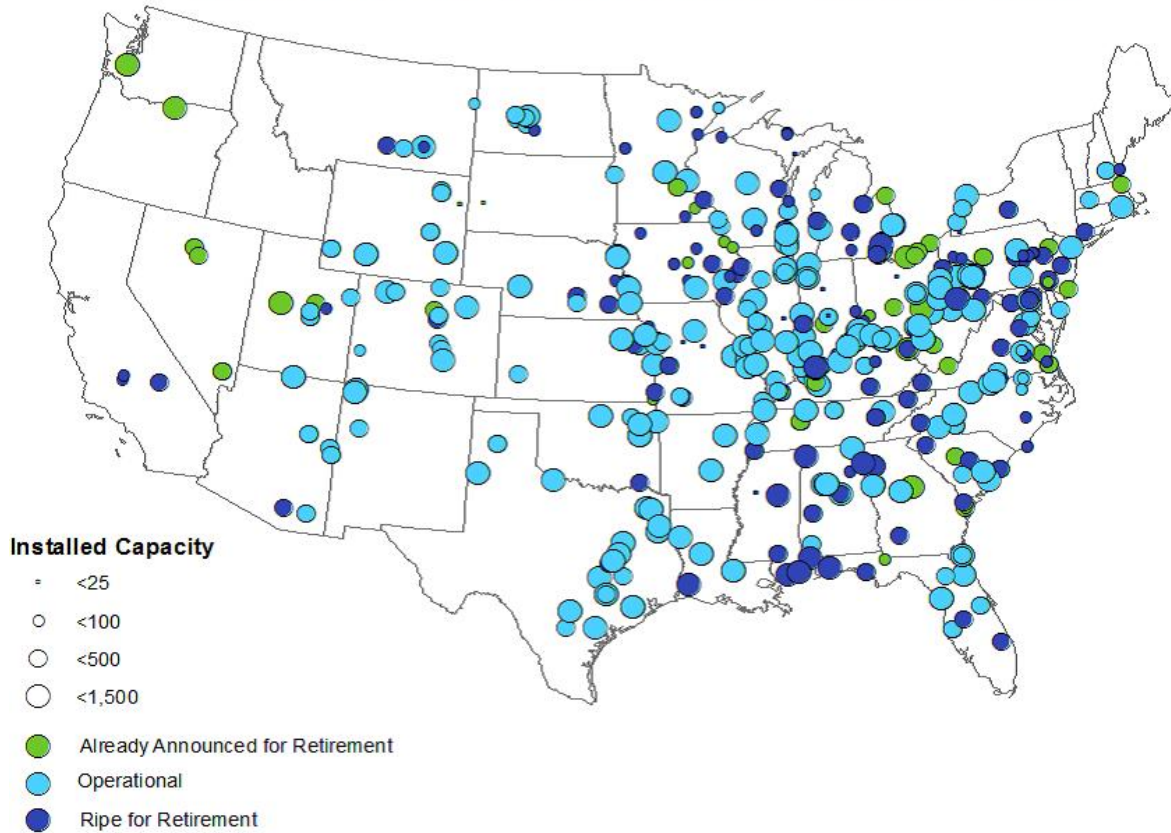 Installed Capacity
<25
<100
<500
<1,500
Already Announced for Retirement
Operational
Ripe for Retirement